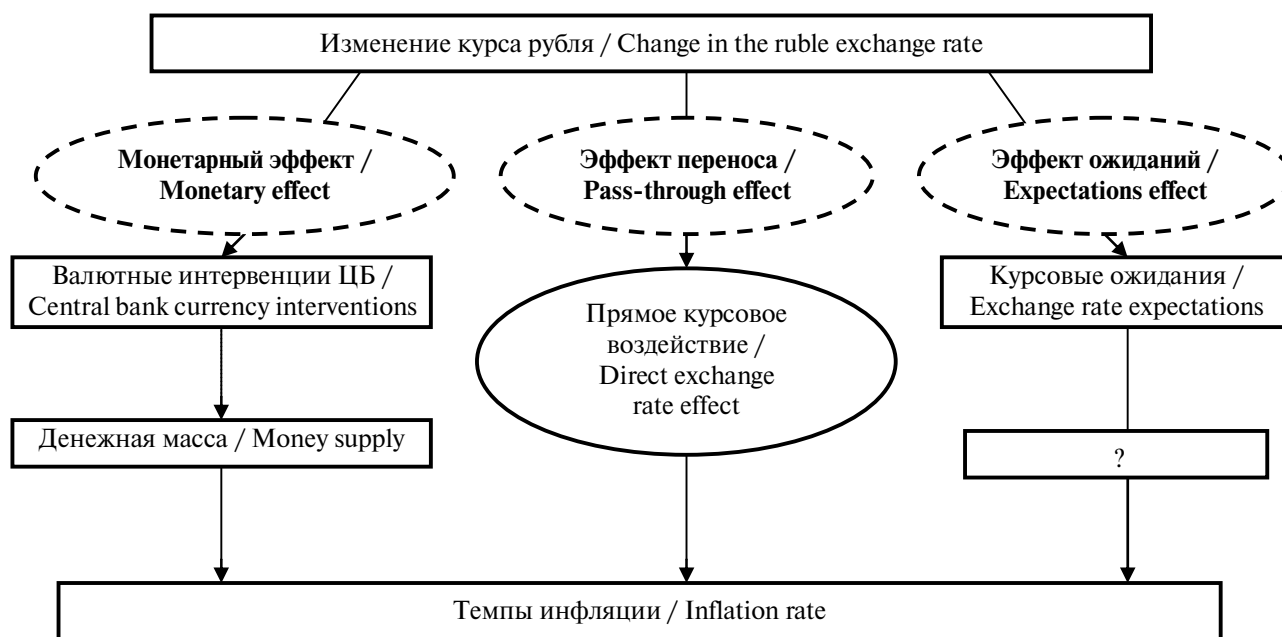 Изменение курса рубля / Change in the ruble exchange rate
Монетарный эффект /
Monetary effect
Эффект переноса /
Pass-through effect
Эффект ожиданий /
Expectations effect
Валютные интервенции ЦБ /
Central bank currency interventions
Прямое курсовое
воздействие /
Direct exchange
rate effect
Курсовые ожидания /
Exchange rate expectations
Денежная масса / Money supply
?
Темпы инфляции / Inflation rate